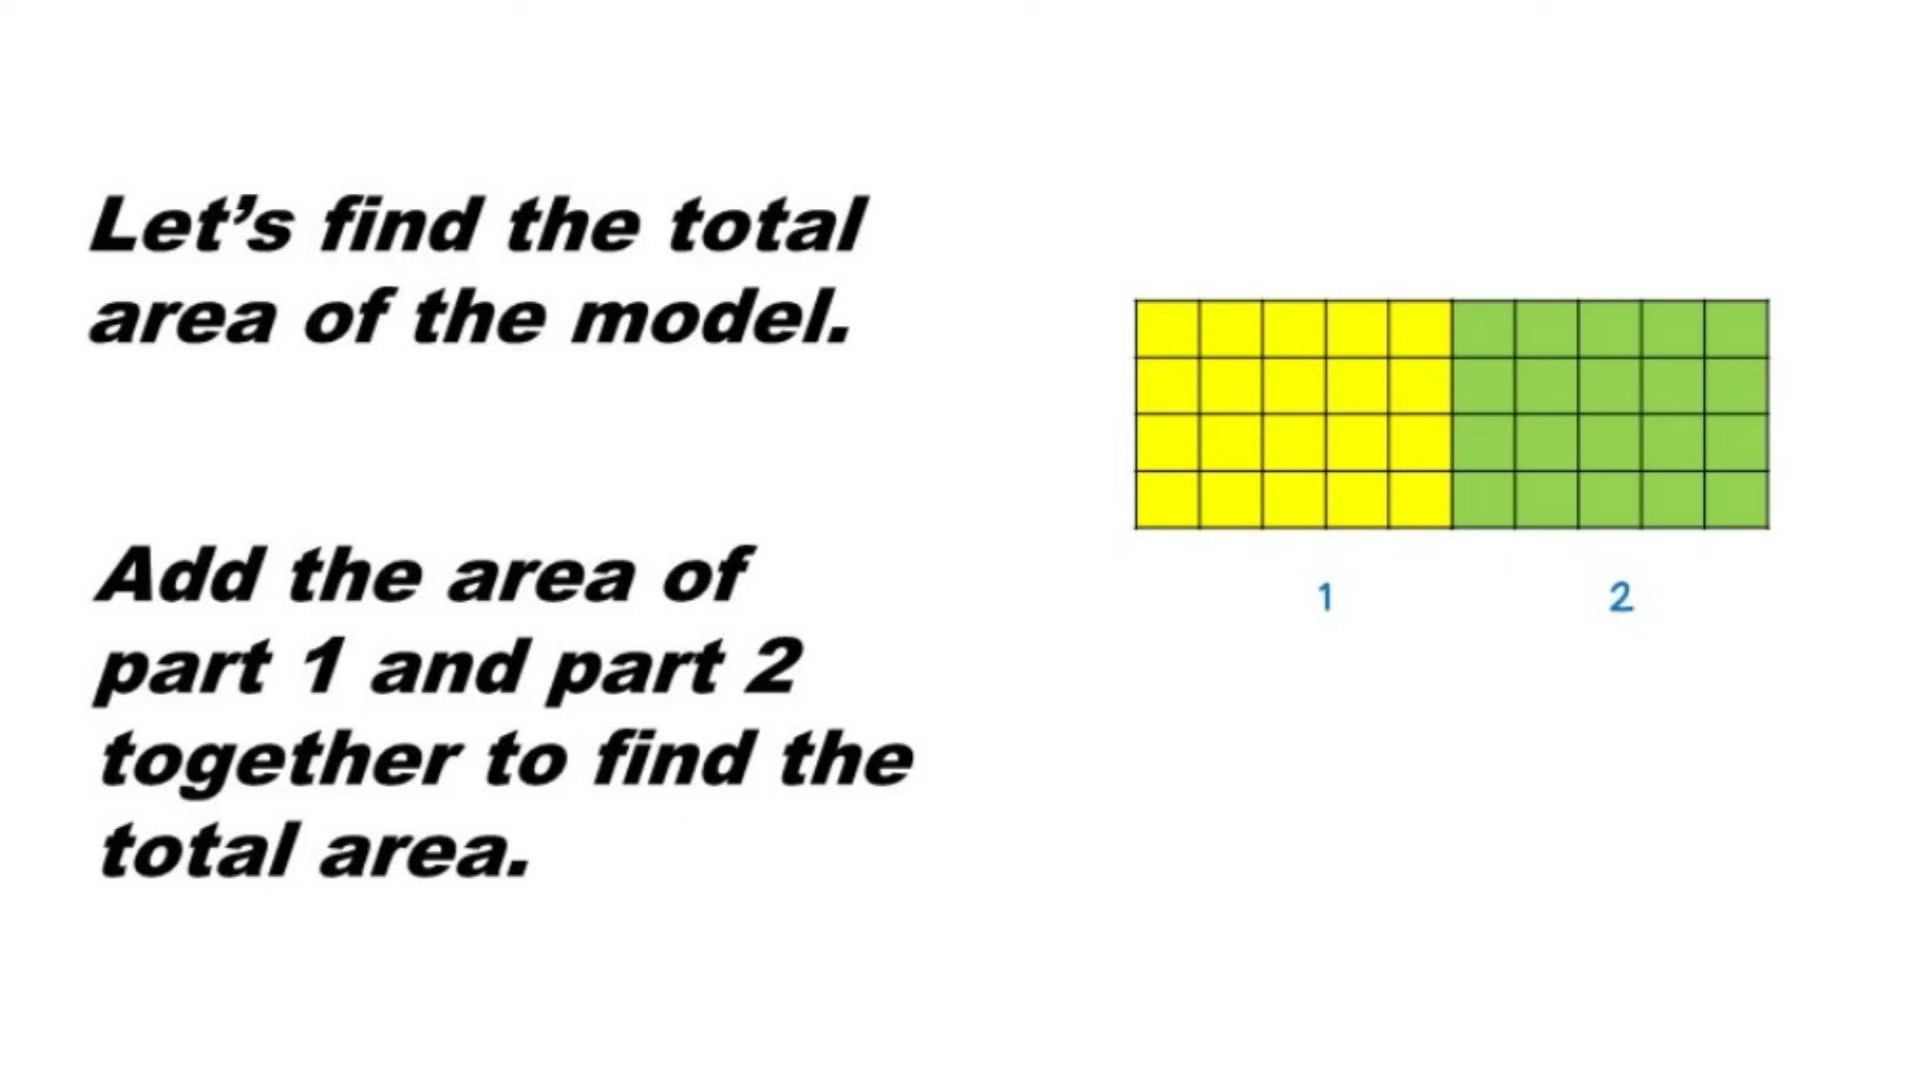 Let’s find the total
area of the model.
Add the area of
part 1 and part 2
together to find the
total area.
1
2